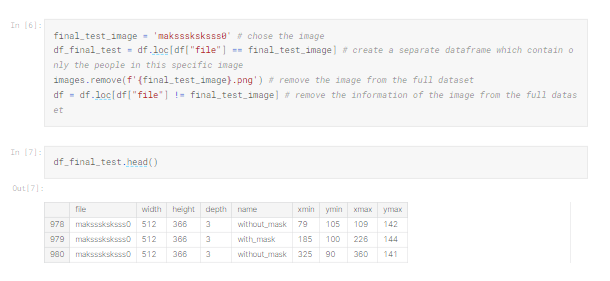 In [6]:
final_test_image = 'maksssksksss0' # chose the image
df_final_test = df.loc[df["file"] == final_test_image] # create a separate dataframe which contain o
nly the people in this specific image
images.remove(f'{final_test_image}.png') # remove the image from the full dataset
df = df.loc[df["file"] != final_test_image] # remove the information of the image from the full datas
et
In [7]:
df_final_test.head()
Out[7]:
file width height depth name xmin ymin xmax ymax
978 maksssksksss0 512 366 3 without_mask 79 105 109 142
979 maksssksksss0 512 366 3 with_mask 185 100 226 144
980 maksssksksss0 512 366 3 without_mask 325 90 360 141